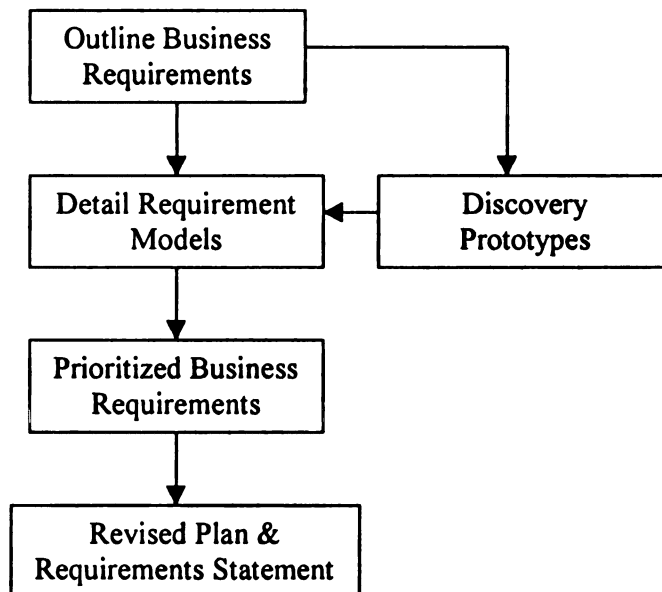 Outline Business
Requirements
Detail Requirement
Models
Discovery
Prototypes
Prioritized Business
Requirements
Revised Plan &
Requirements Statement